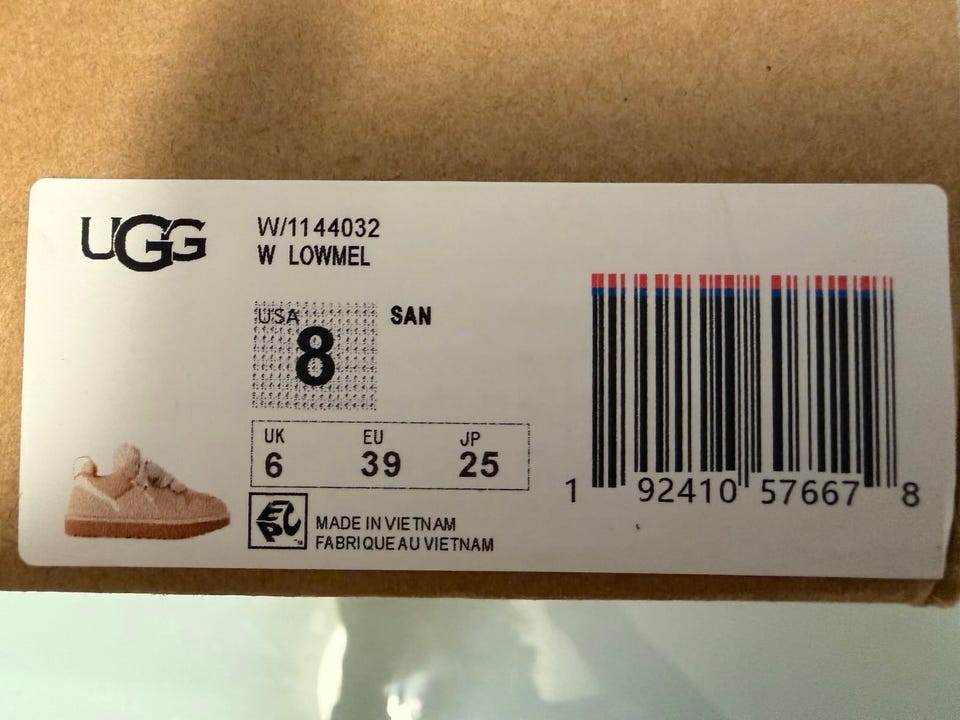 UGG
W/1144032
W LOWMEL
USA
8
SAN
UK EU JP
6 39 25
EPC
MADE IN VIETNAM
FABRIQUE AU VIETNAM
1 92410 57667 8